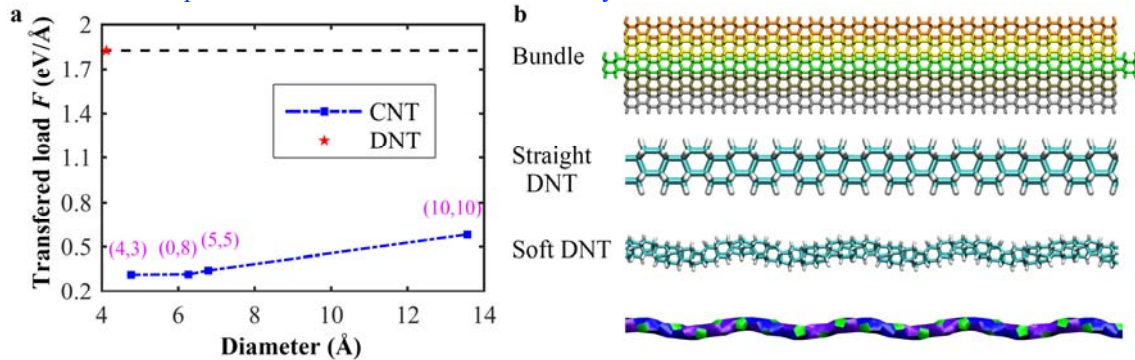 a
b
Transfered load F (eV/Å)
2
1.7
1.4
1.1
0.8
0.5
0.2
CNT
DNT
(4,3)
(0,8)
(5,5)
(10,10)
4
6
8
10
12
14
Diameter (Å)
Bundle
Straight
DNT
Soft DNT